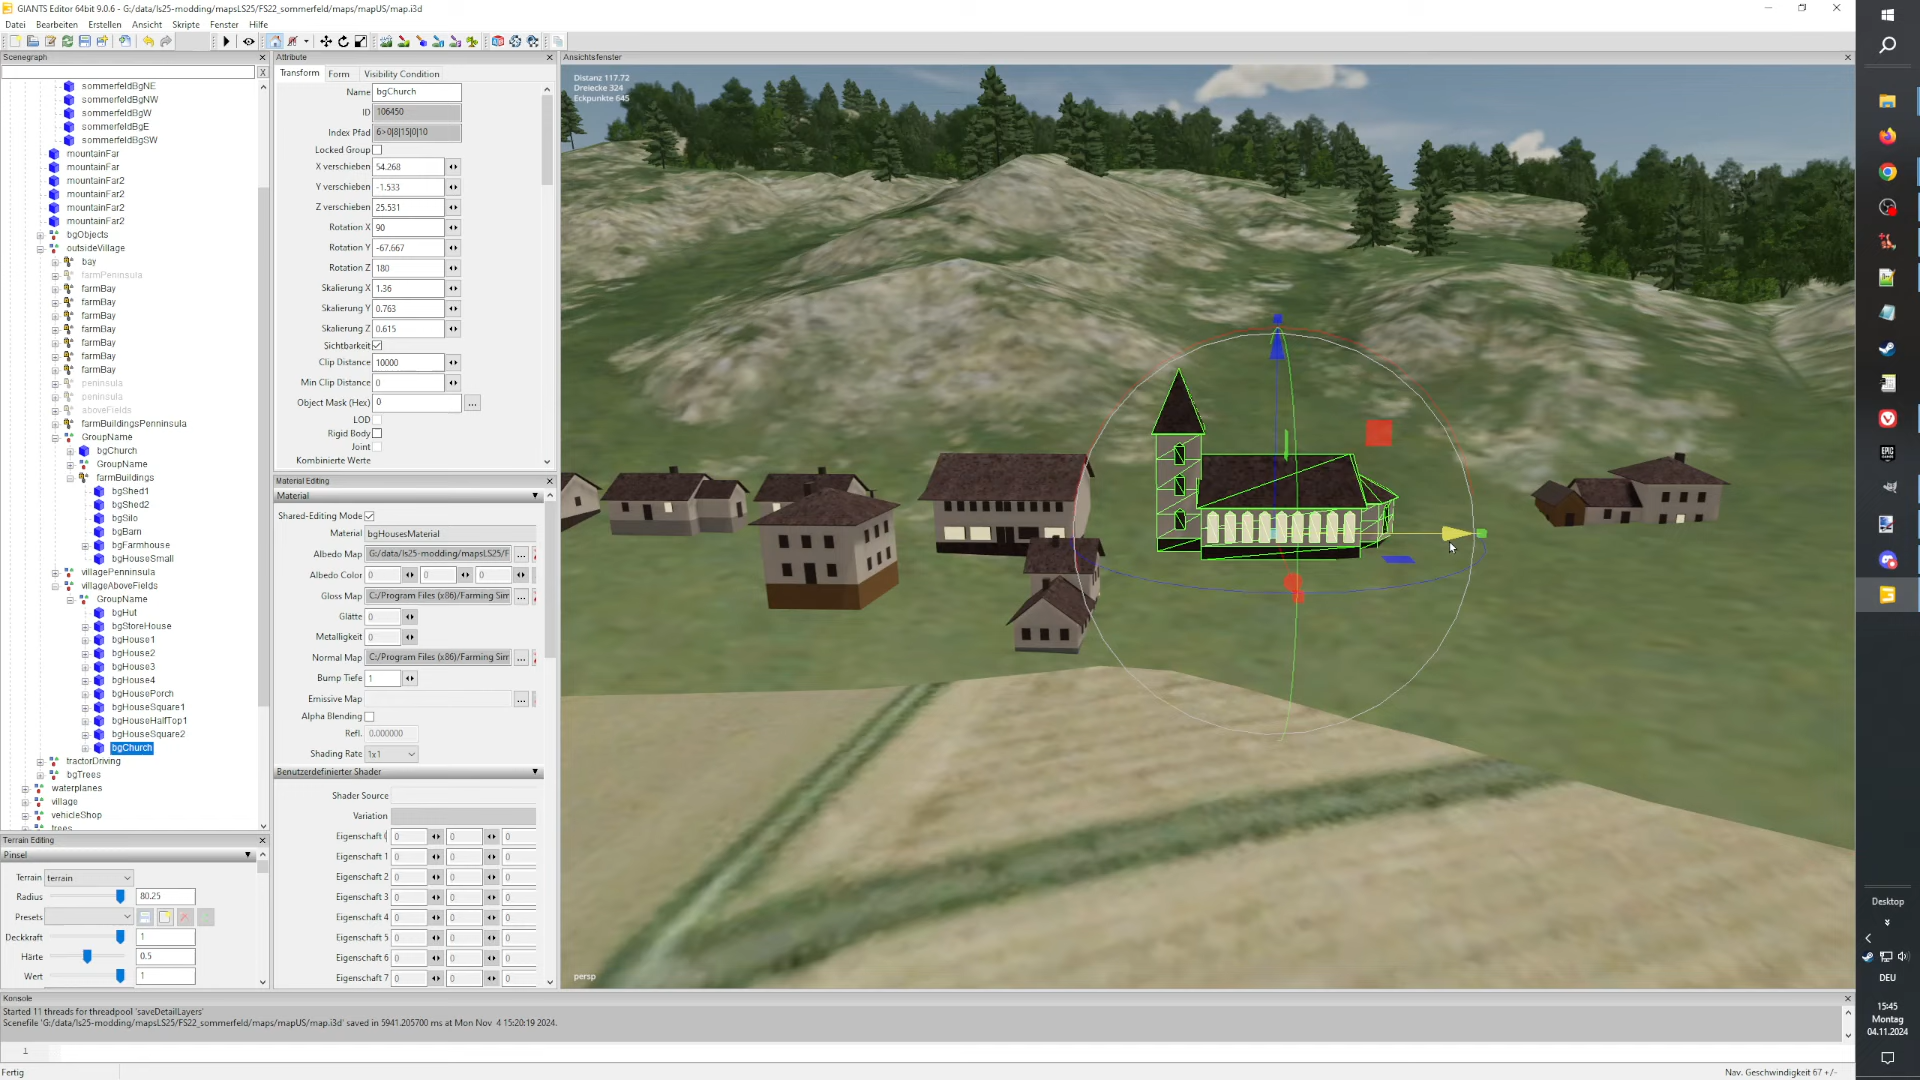 GIANTS Editor 64bit 9.0.6 - G:/data/ls25-modding/mapsLS25/FS22_sommerfeld/maps/mapUS/map.i3d
Datei Bearbeiten Erstellen Ansicht Skripte Fenster Hilfe
Scenegraph
X
sommerfeldBgNE
sommerfeldBgNW
sommerfeldBgW
sommerfeldBgE
sommerfeldBgSW
mountainFar
mountainFar
mountainFar2
mountainFar2
mountainFar2
mountainFar2
bgObjects
outsideVillage
bay
farmPeninsula
farmBay
farmBay
farmBay
farmBay
farmBay
farmBay
farmBay
peninsula
peninsula
aboveFields
farmBuildingsPenninsula
GroupName
bgChurch
GroupName
farmBuildings
bgShed1
bgShed2
bgSilo
bgBarn
bgFarmhouse
bgHouseSmall
villagePenninsula
villageAboveFields
GroupName
bgHut
bgStoreHouse
bgHouse1
bgHouse2
bgHouse3
bgHouse4
bgHousePorch
bgHouseSquare1
bgHouseHalfTop1
bgHouseSquare2
bgChurch
tractorDriving
bgTrees
waterplanes
village
vehicleShop
trees
Terrain Editing
Pinsel
Terrain terrain
Radius 80.25
Presets
Deckkraft 1
Härte 0.5
Wert 1
Attribute
Transform Form Visibility Condition
Name bgChurch
ID 106450
Index Pfad 6>0|8|15|0|10
Locked Group
X verschieben 54.268
Y verschieben -1.533
Z verschieben 25.531
Rotation X 90
Rotation Y -67.667
Rotation Z 180
Skalierung X 1.36
Skalierung Y 0.763
Skalierung Z 0.615
Sichtbarkeit
Clip Distance 10000
Min Clip Distance 0
Object Mask (Hex) 0 ...
LOD
Rigid Body
Joint
Kombinierte Werte
Material Editing
Material
Shared-Editing Mode
Material bgHousesMaterial
Albedo Map G:/data/ls25-modding/mapsLS25/F ...
Albedo Color 0 0 0
Gloss Map C:/Program Files (x86)/Farming Sim ...
Glätte 0
Metalligkeit 0
Normal Map C:/Program Files (x86)/Farming Sim ...
Bump Tiefe 1
Emissive Map ...
Alpha Blending
Refl. 0.000000
Shading Rate 1x1
Benutzerdefinierter Shader
Shader Source
Variation
Eigenschaft 0 0 0
Eigenschaft 1 0 0 0
Eigenschaft 2 0 0 0
Eigenschaft 3 0 0 0
Eigenschaft 4 0 0 0
Eigenschaft 5 0 0 0
Eigenschaft 6 0 0 0
Eigenschaft 7 0 0 0
Ansichtsfenster
Distanz 117.72
Dreiecke 324
Eckpunkte 645
persp
Konsole
Started 11 threads for threadpool 'saveDetailLayers'
Scenefile 'G:/data/ls25-modding/mapsLS25/FS22_sommerfeld/maps/mapUS/map.i3d' saved in 5941.205700 ms at Mon Nov 4 15:20:19 2024.
1
Fertig
Nav. Geschwindigkeit 67 +/-
Desktop
DEU
15:45
Montag
04.11.2024